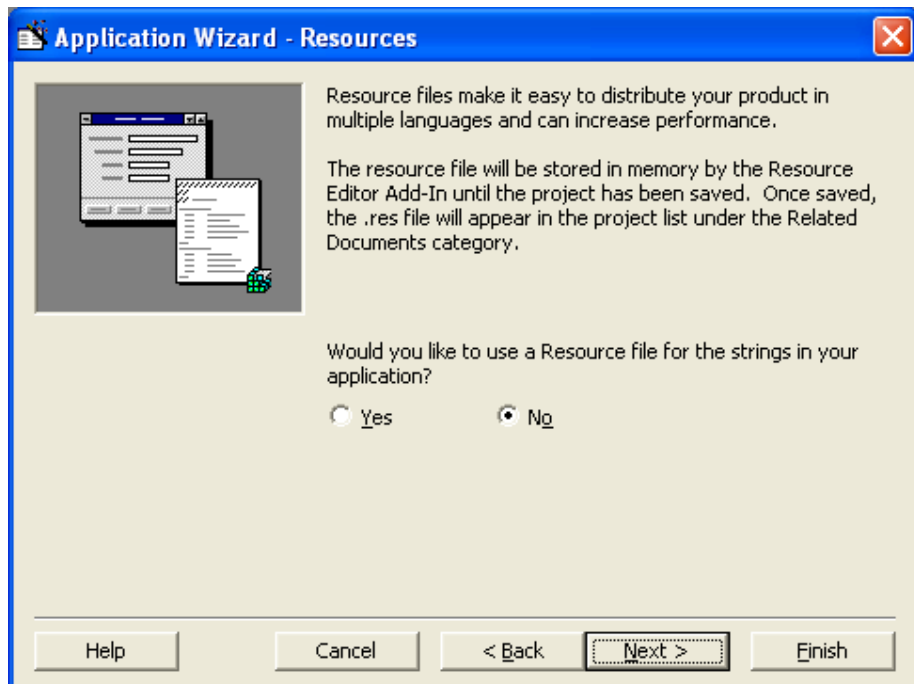 Application Wizard - Resources
Resource files make it easy to distribute your product in
multiple languages and can increase performance.
The resource file will be stored in memory by the Resource
Editor Add-In until the project has been saved.  Once saved,
the .res file will appear in the project list under the Related
Documents category.
Would you like to use a Resource file for the strings in your
application?
Yes No
Help Cancel < Back Next > Finish